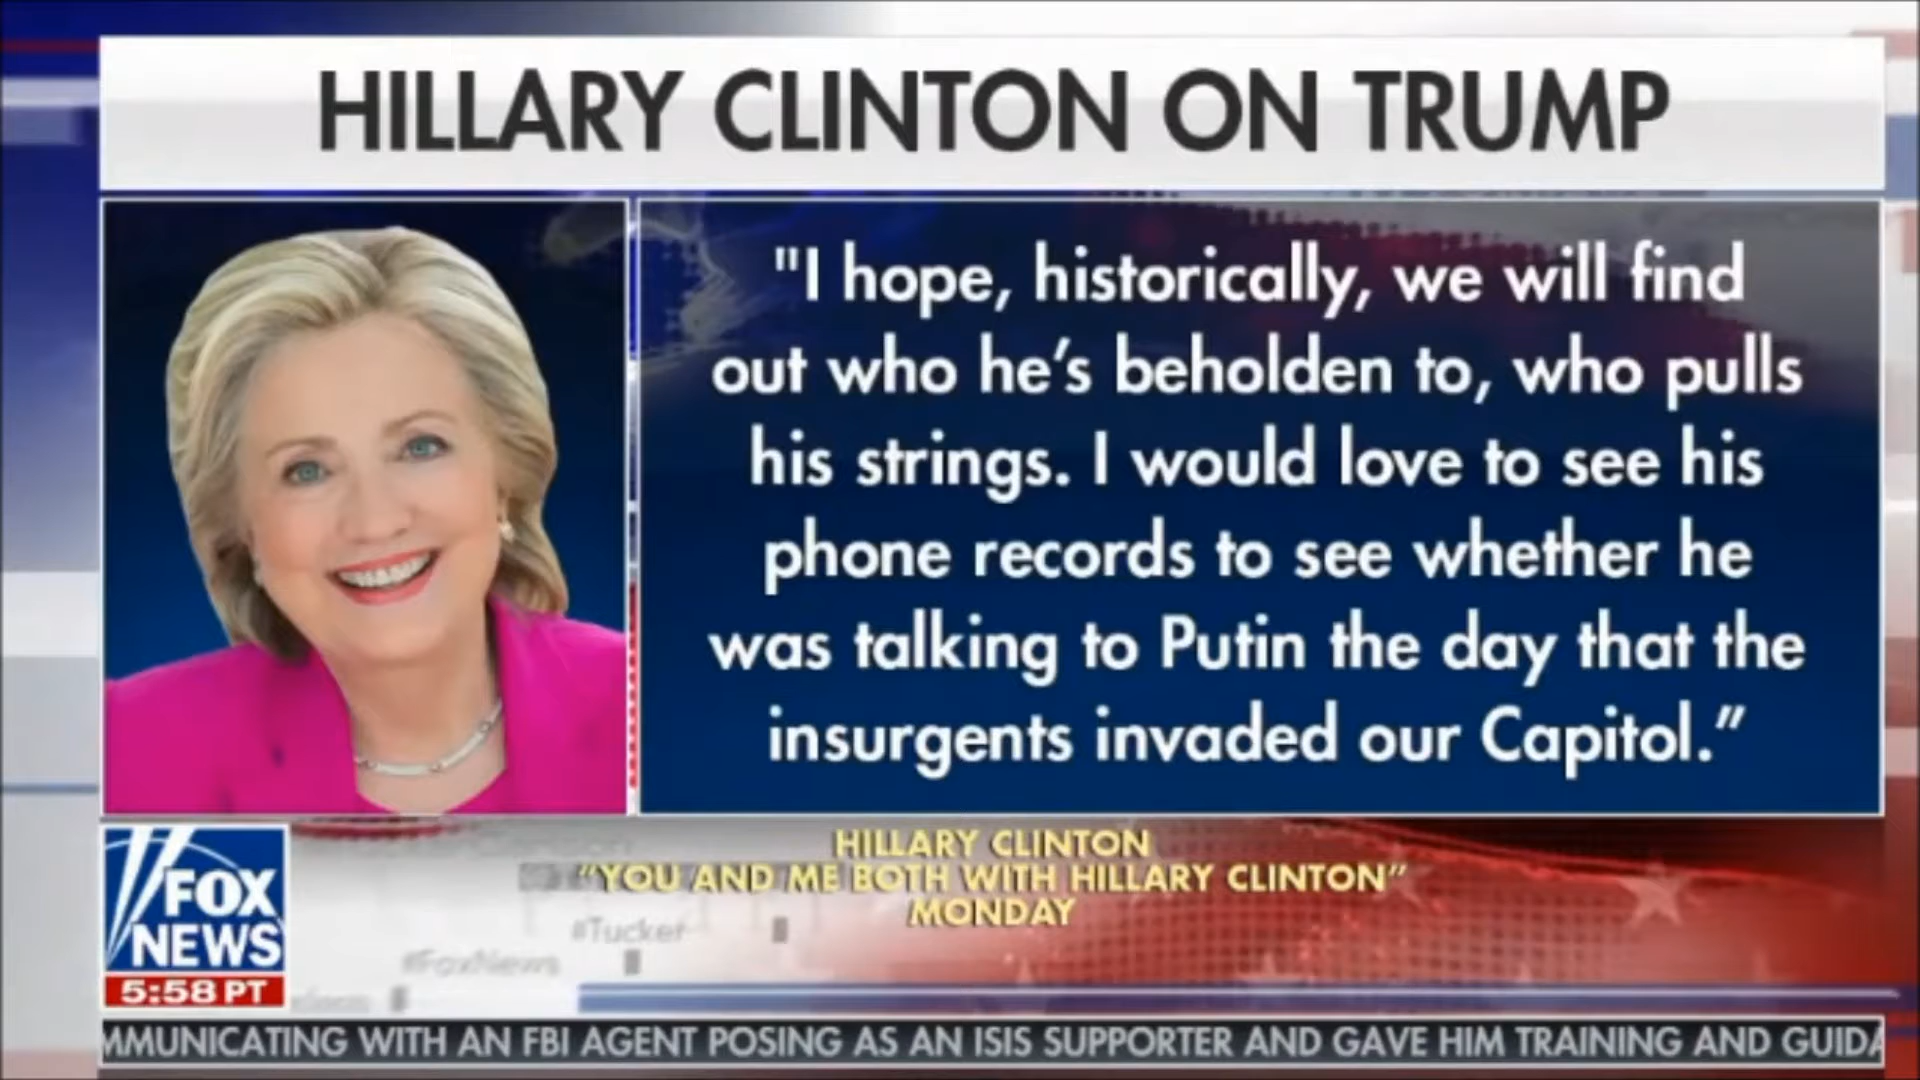 HILLARY CLINTON ON TRUMP
"I hope, historically, we will find
out who he's beholden to, who pulls
his strings. I would love to see his
phone records to see whether he
was talking to Putin the day that the
insurgents invaded our Capitol."
HILLARY CLINTON
"YOU AND ME BOTH WITH HILLARY CLINTON"
MONDAY
FOX
NEWS
5:58 PT
#Tucker
#FoxNews
MMUNICATING WITH AN FBI AGENT POSING AS AN ISIS SUPPORTER AND GAVE HIM TRAINING AND GUIDA